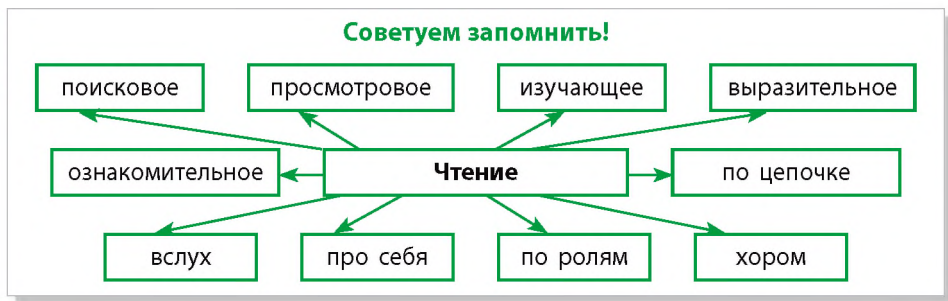 Советуем запомнить!
поисковое просмотровое изучающее выразительное
ознакомительное Чтение по цепочке
вслух про себя по ролям хором